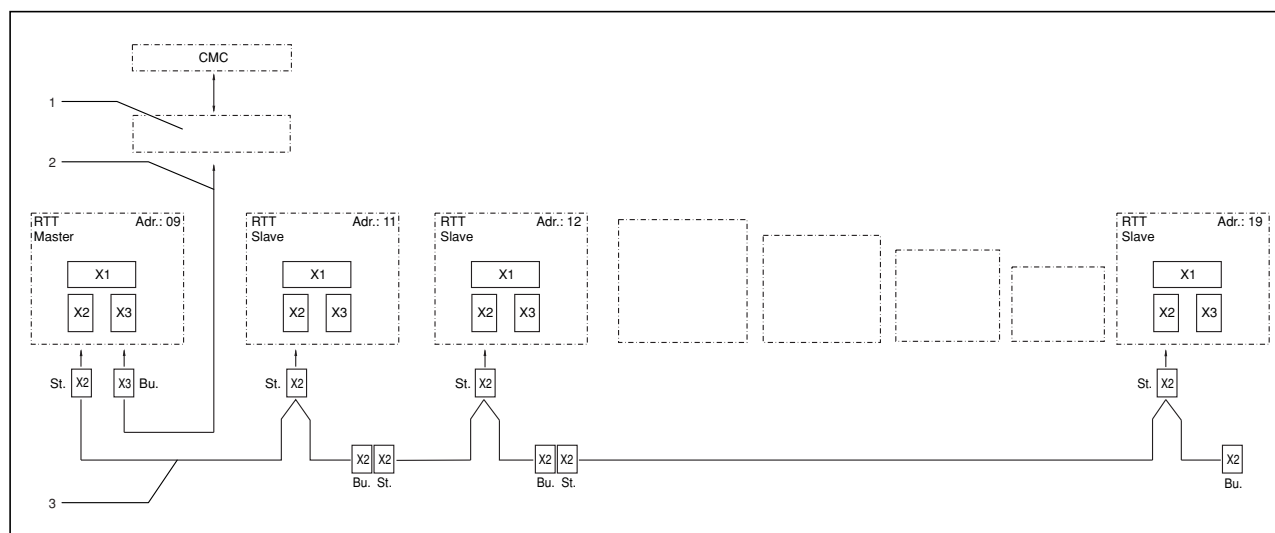 CMC
1
2
RTT Adr.: 09 RTT Adr.: 11 RTT Adr.: 12 RTT Adr.: 19
Master Slave Slave Slave
X1 X1 X1 X1
X2 X3 X2 X3 X2 X3 X2 X3
St. X2 X3 Bu. St. X2 St. X2 St. X2
X2 X2 X2 X2 X2
Bu. St. Bu. St. Bu.
3